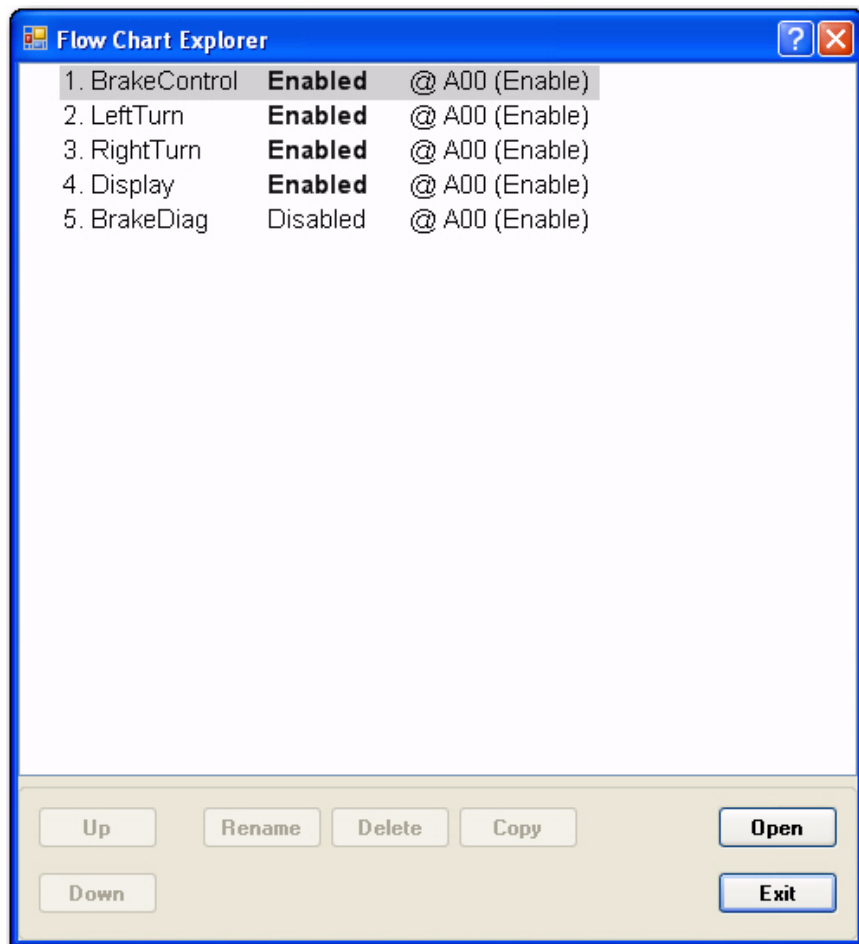 Flow Chart Explorer
1. BrakeControl Enabled @ A00 (Enable)
2. LeftTurn Enabled @ A00 (Enable)
3. RightTurn Enabled @ A00 (Enable)
4. Display Enabled @ A00 (Enable)
5. BrakeDiag Disabled @ A00 (Enable)
Up Rename Delete Copy Open
Down Exit